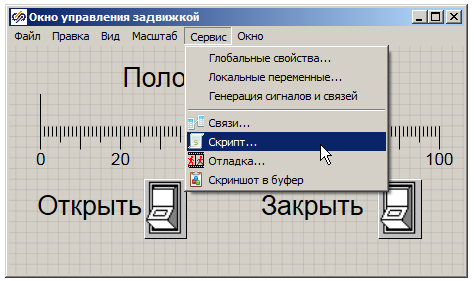 Окно управления задвижкой
Файл Правка Вид Масштаб Сервис Окно
Глобальные свойства...
Локальные переменные...
Генерация сигналов и связей
Связи...
Скрипт...
Отладка...
Скриншот в буфер
Поло
0 20 100
Открыть Закрыть